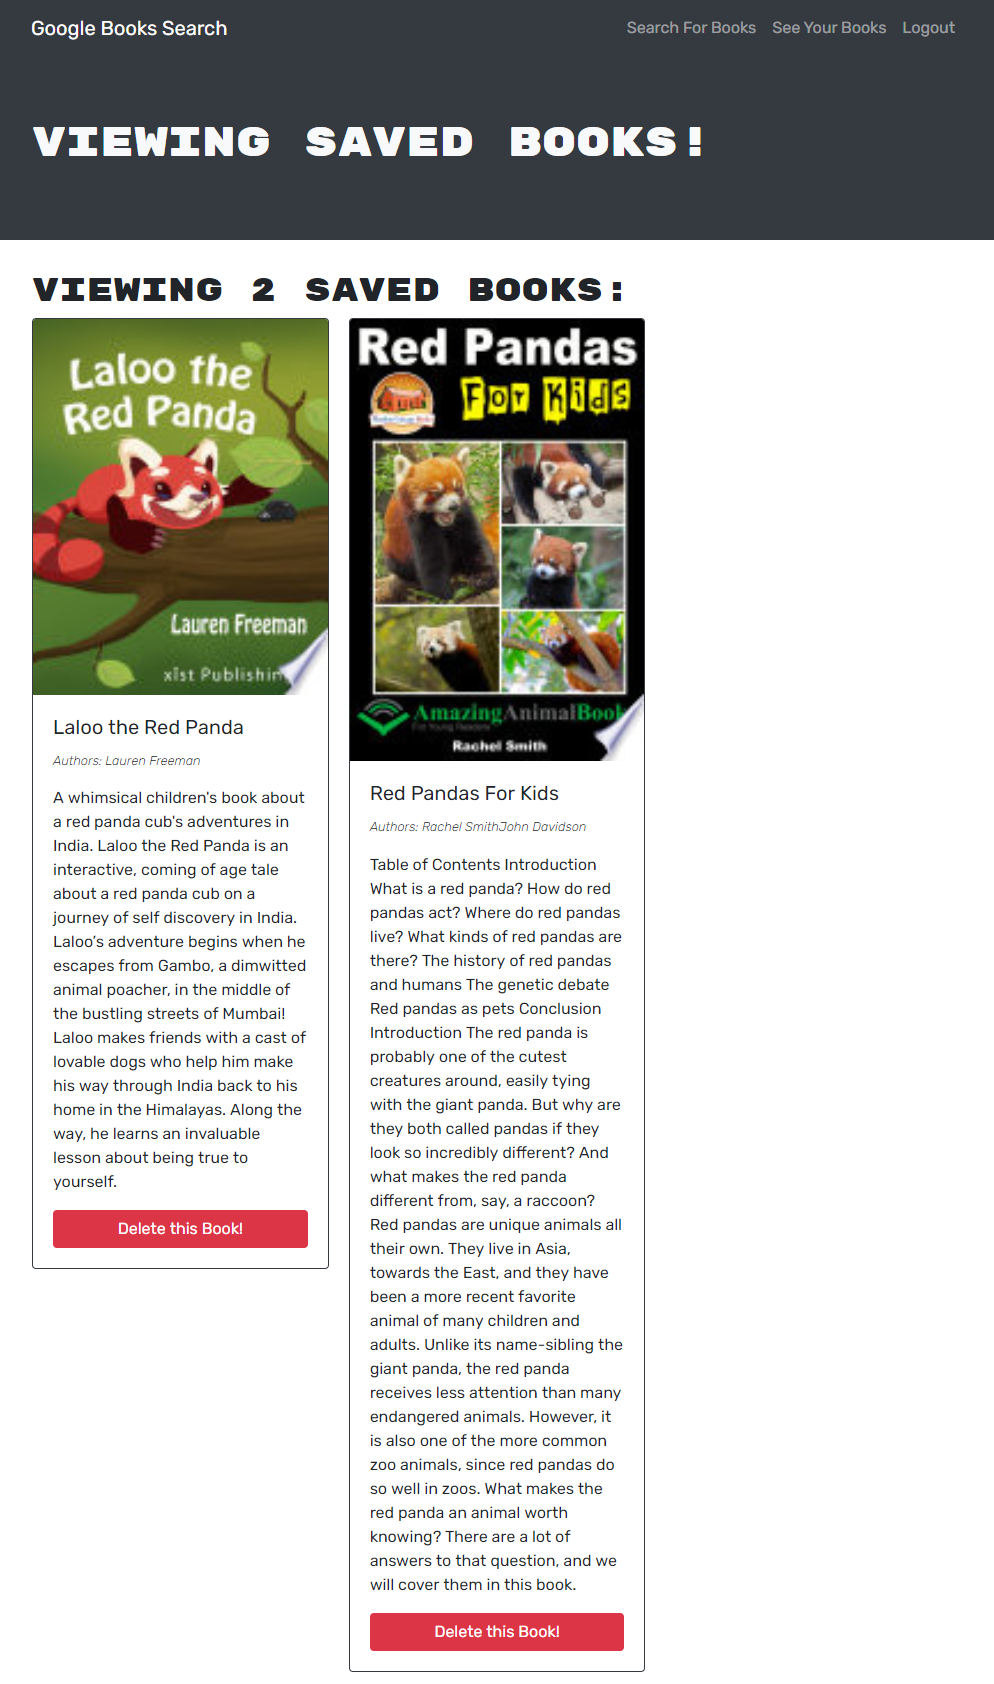 Google Books Search
Search For Books See Your Books Logout
VIEWING SAVED BOOKS!
VIEWING 2 SAVED BOOKS:
Laloo the
Red Panda
Lauren Freeman
xist Publishin
Laloo the Red Panda
Authors: Lauren Freeman
A whimsical children's book about
a red panda cub's adventures in
India. Laloo the Red Panda is an
interactive, coming of age tale
about a red panda cub on a
journey of self discovery in India.
Laloo’s adventure begins when he
escapes from Gambo, a dimwitted
animal poacher, in the middle of
the bustling streets of Mumbai!
Laloo makes friends with a cast of
lovable dogs who help him make
his way through India back to his
home in the Himalayas. Along the
way, he learns an invaluable
lesson about being true to
yourself.
Delete this Book!
Red Pandas
For Kids
AmazingAnimalBook
For Young Readers
Rachel Smith
Red Pandas For Kids
Authors: Rachel SmithJohn Davidson
Table of Contents Introduction
What is a red panda? How do red
pandas act? Where do red pandas
live? What kinds of red pandas are
there? The history of red pandas
and humans The genetic debate
Red pandas as pets Conclusion
Introduction The red panda is
probably one of the cutest
creatures around, easily tying
with the giant panda. But why are
they both called pandas if they
look so incredibly different? And
what makes the red panda
different from, say, a raccoon?
Red pandas are unique animals all
their own. They live in Asia,
towards the East, and they have
been a more recent favorite
animal of many children and
adults. Unlike its name-sibling the
giant panda, the red panda
receives less attention than many
endangered animals. However, it
is also one of the more common
zoo animals, since red pandas do
so well in zoos. What makes the
red panda an animal worth
knowing? There are a lot of
answers to that question, and we
will cover them in this book.
Delete this Book!